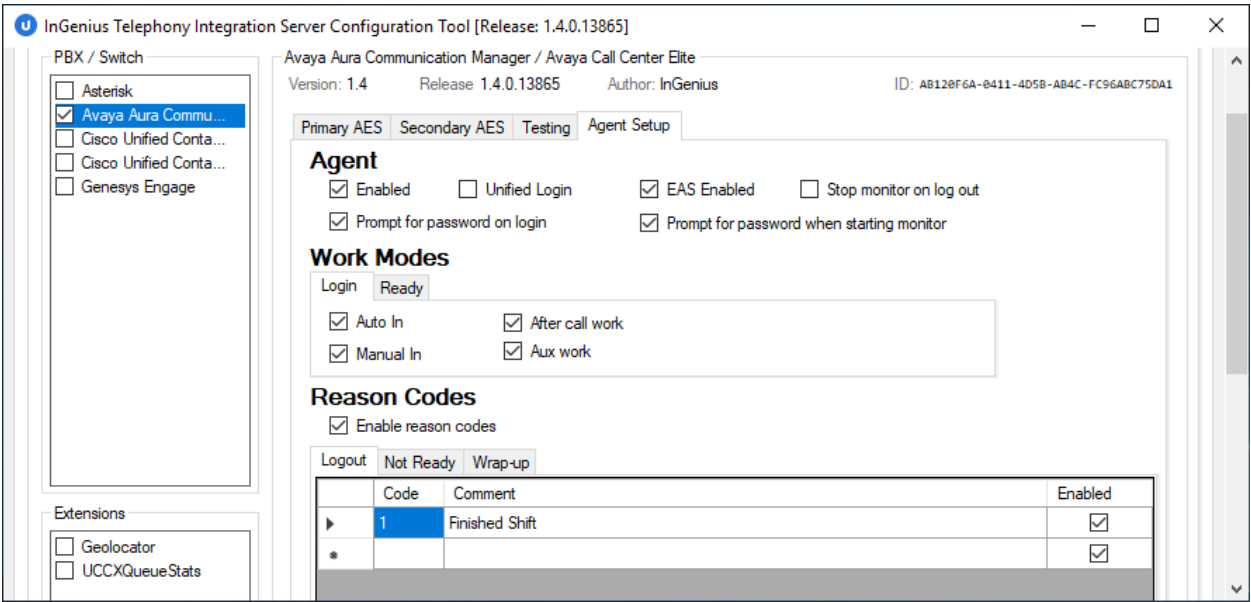 InGenius Telephony Integration Server Configuration Tool [Release: 1.4.0.13865]
PBX / Switch
Asterisk
Avaya Aura Commu...
Cisco Unified Conta...
Cisco Unified Conta...
Genesys Engage
Extensions
Geolocator
UCCXQueueStats
Avaya Aura Communication Manager / Avaya Call Center Elite
Version: 1.4 Release 1.4.0.13865 Author: InGenius ID: AB120F6A-0411-4D5B-AB4C-FC96ABC75DA1
Primary AES Secondary AES Testing Agent Setup
Agent
Enabled Unified Login EAS Enabled Stop monitor on log out
Prompt for password on login Prompt for password when starting monitor
Work Modes
Login Ready
Auto In After call work
Manual In Aux work
Reason Codes
Enable reason codes
Logout Not Ready Wrap-up
Code Comment Enabled
1 Finished Shift